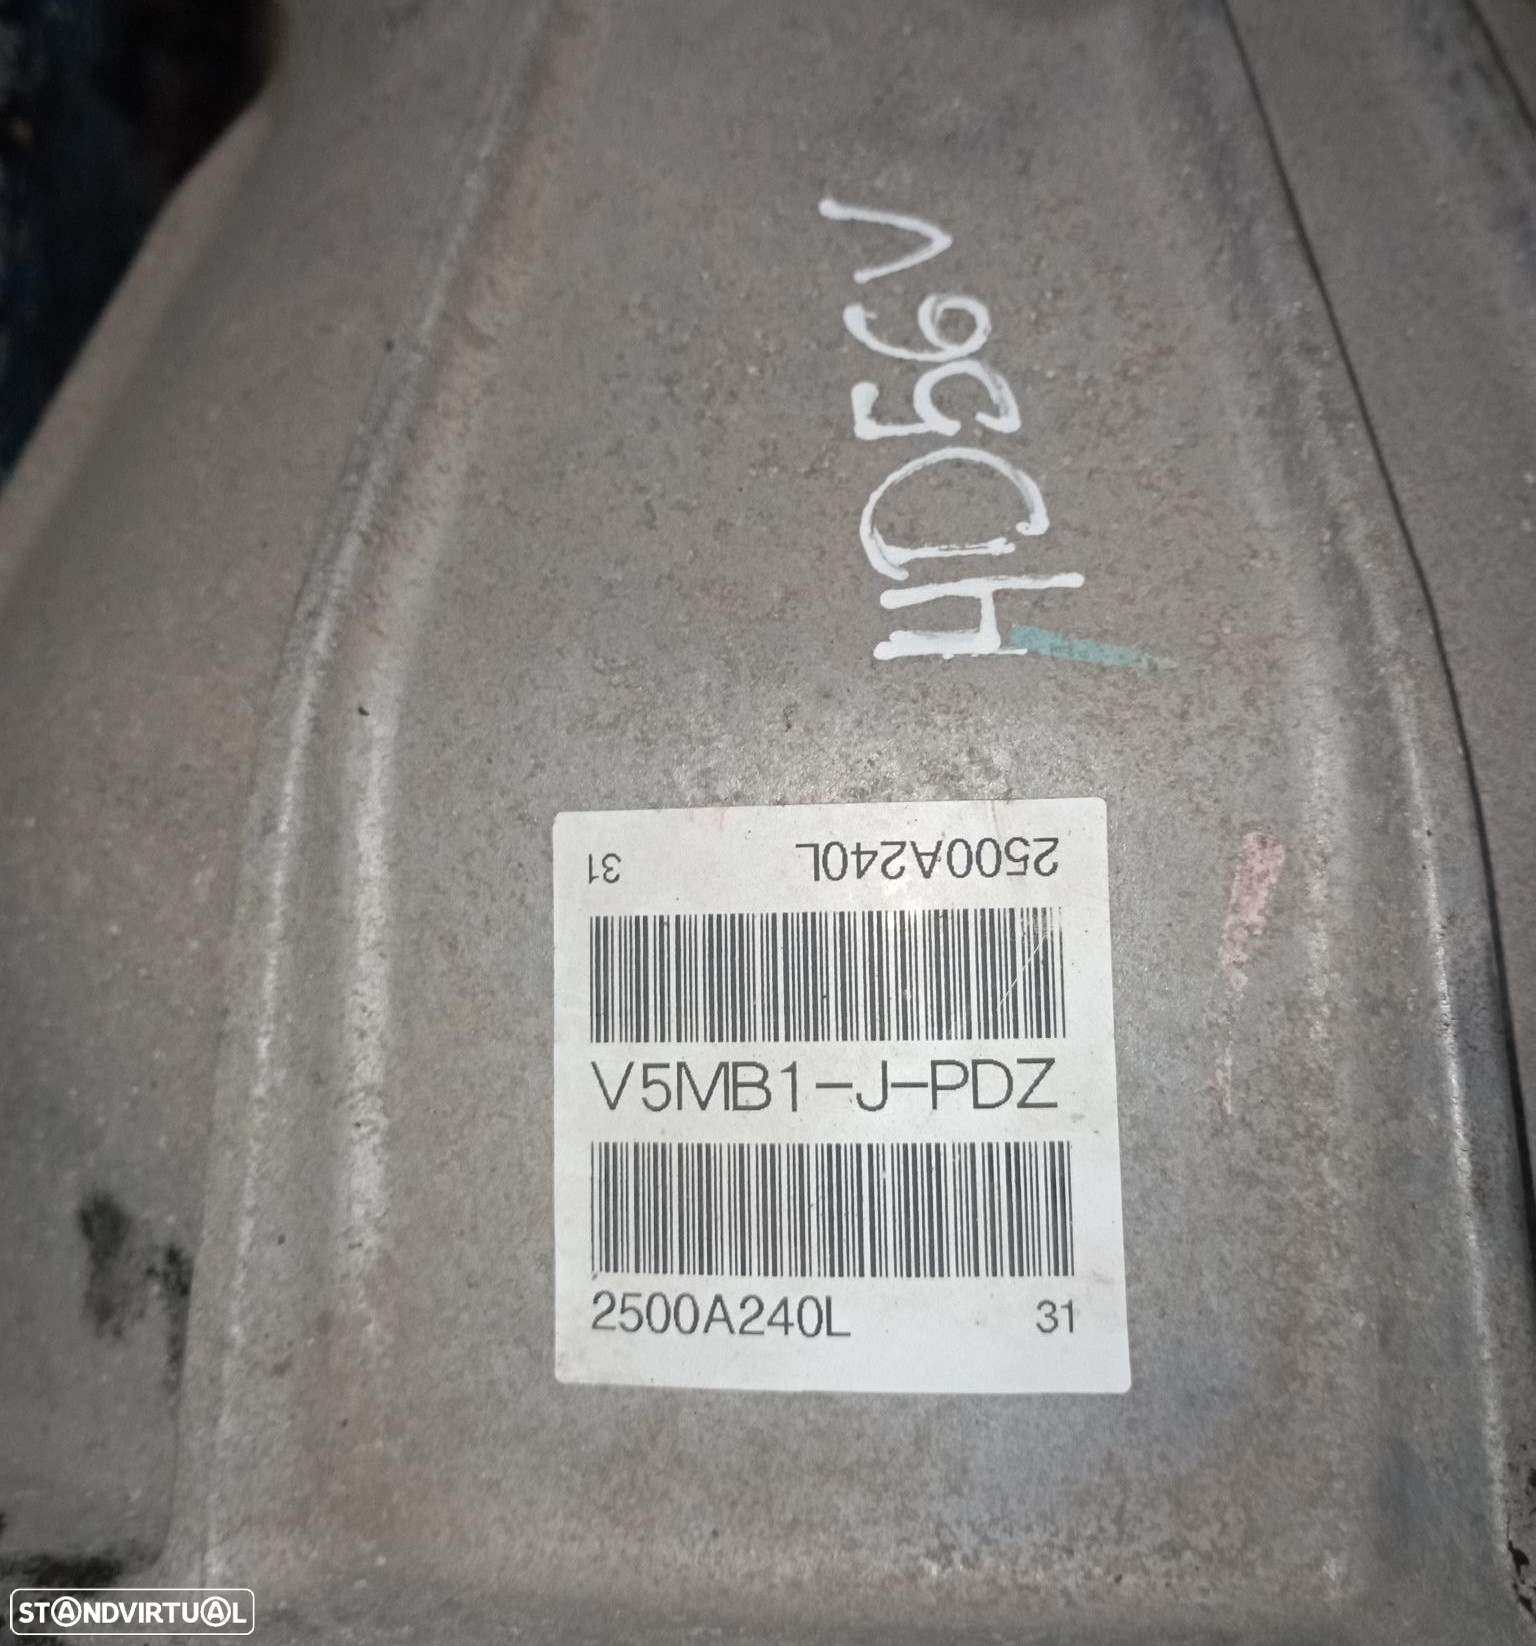 HD56V
2500A240L 31
V5MB1-J-PDZ
2500A240L 31
STANDVIRTUAL